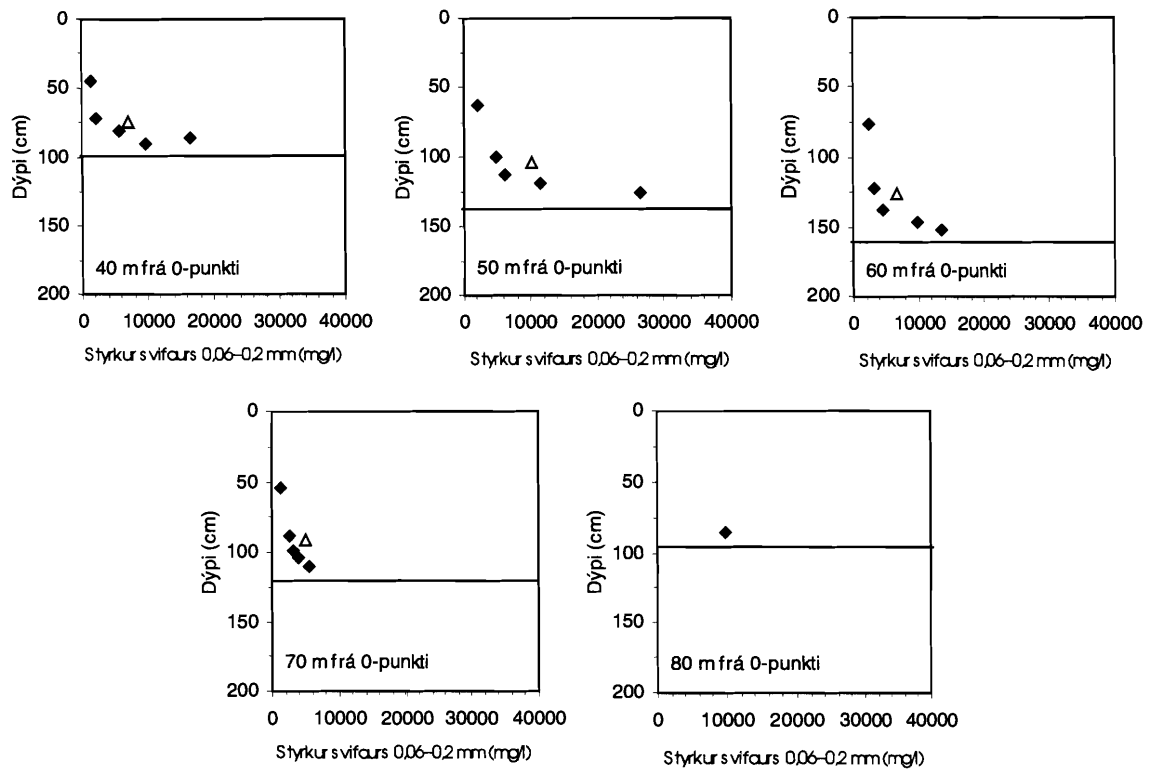 0
50
100
150
200
Dýpi (cm)
40 m frá 0-punkti
0 10000 20000 30000 40000
Styrkur svifaurs 0,06–0,2 mm (mg/l)
0
50
100
150
200
Dýpi (cm)
50 m frá 0-punkti
0 10000 20000 30000 40000
Styrkur svifaurs 0,06–0,2 mm (mg/l)
0
50
100
150
200
Dýpi (cm)
60 m frá 0-punkti
0 10000 20000 30000 40000
Styrkur svifaurs 0,06–0,2 mm (mg/l)
0
50
100
150
200
Dýpi (cm)
70 m frá 0-punkti
0 10000 20000 30000 40000
Styrkur svifaurs 0,06–0,2 mm (mg/l)
0
50
100
150
200
Dýpi (cm)
80 m frá 0-punkti
0 10000 20000 30000 40000
Styrkur svifaurs 0,06–0,2 mm (mg/l)